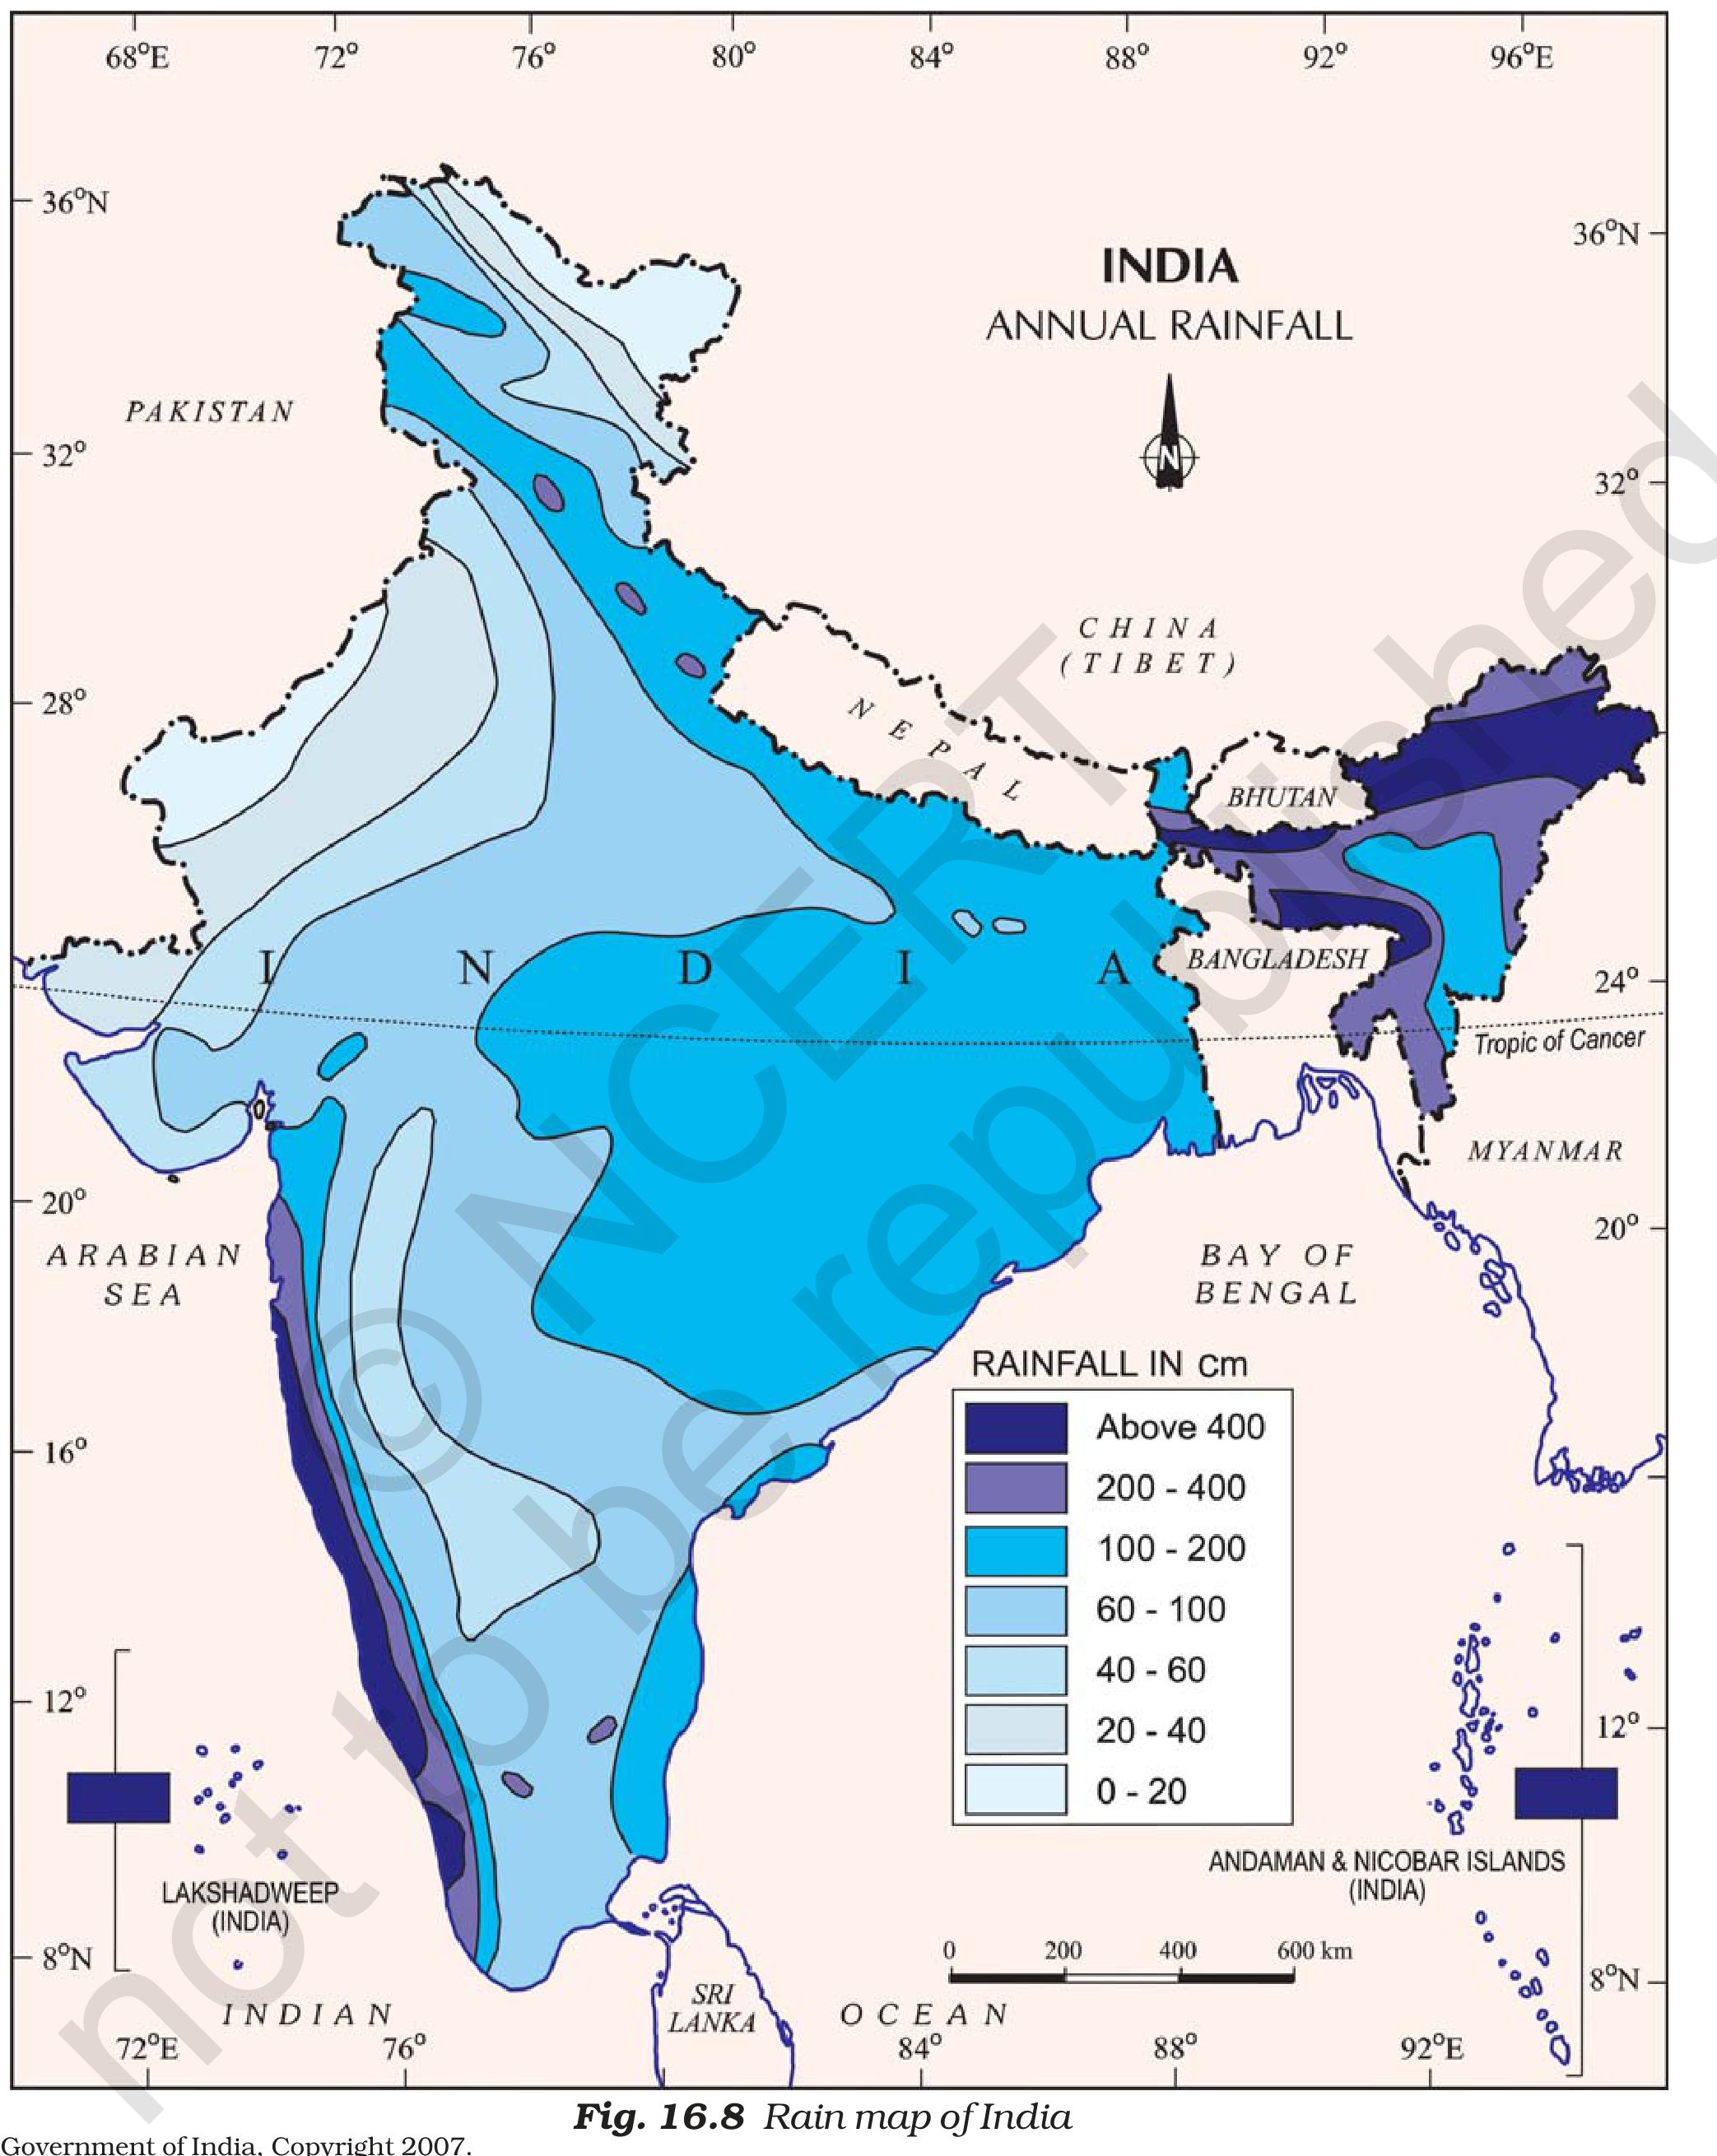 68°E 72° 76° 80° 84° 88° 92° 96°E
36°N
36°N
INDIA
ANNUAL RAINFALL
N
PAKISTAN
32°
32°
CHINA
(TIBET)
28°
NEPAL
BHUTAN
I N D I A
BANGLADESH
24°
Tropic of Cancer
MYANMAR
20°
20°
ARABIAN
SEA
BAY OF
BENGAL
RAINFALL IN cm
Above 400
200 - 400
100 - 200
60 - 100
40 - 60
20 - 40
0 - 20
16°
12°
12°
LAKSHADWEEP
(INDIA)
ANDAMAN & NICOBAR ISLANDS
(INDIA)
0 200 400 600 km
8°N
8°N
SRI
LANKA
INDIAN OCEAN
72°E 76° 84° 88° 92°E
© NCERT
not to be republished
Fig. 16.8 Rain map of India
Government of India, Copyright 2007.